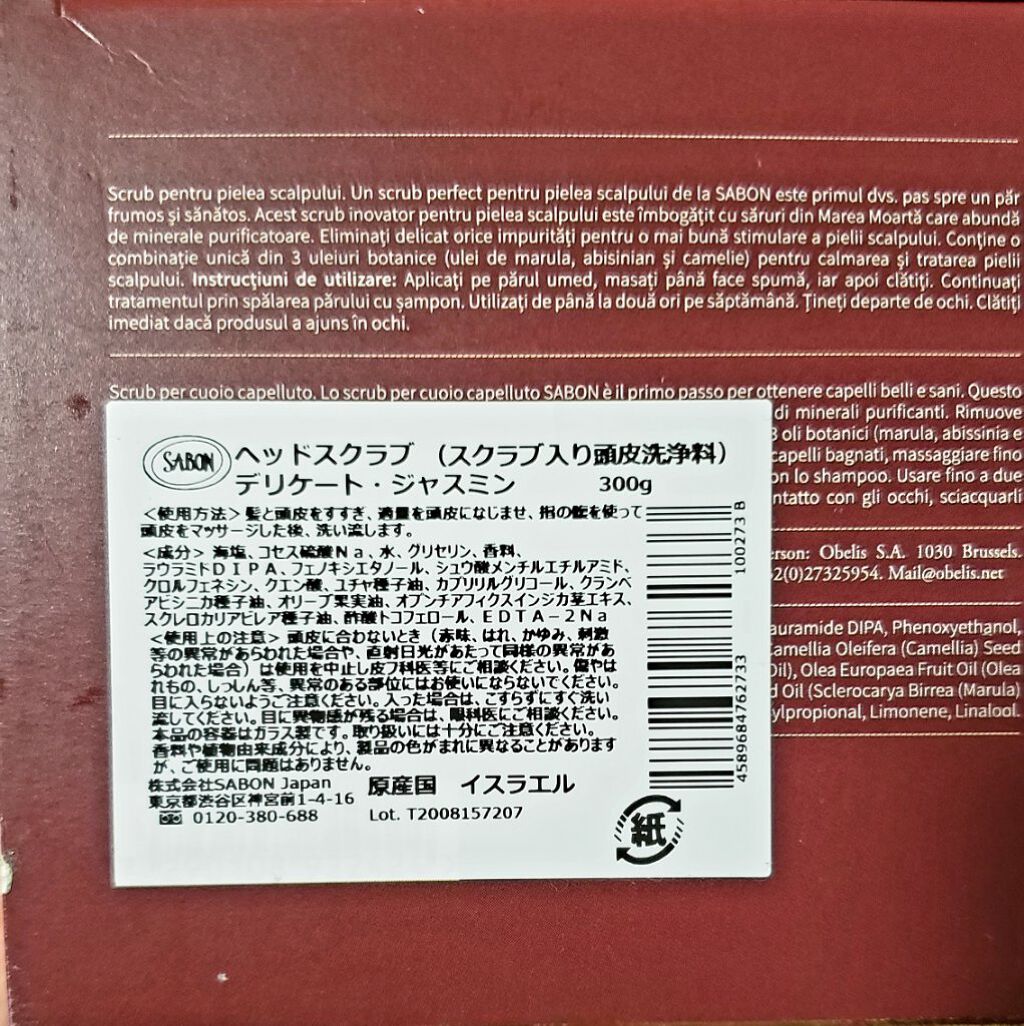 Scrub pentru pielea scalpului. Un scrub perfect pentru pielea scalpului de la SABON este primul dvs. pas spre un păr
frumos și sănătos. Acest scrub inovator pentru pielea scalpului este îmbogățit cu săruri din Marea Moartă care abundă
de minerale purificatoare. Eliminați delicat orice impurități pentru o mai bună stimulare a pielii scalpului. Conține o
combinație unică din 3 uleiuri botanice (ulei de marula, abisinian și camelie) pentru calmarea și tratarea pielii
scalpului. Instrucțiuni de utilizare: Aplicați pe părul umed, masați până face spumă, iar apoi clătiți. Continuați
tratamentul prin spălarea părului cu șampon. Utilizați de până la două ori pe săptămână. Țineți departe de ochi. Clătiți
imediat dacă produsul a ajuns în ochi.
Scrub per cuoio capelluto. Lo scrub per cuoio capelluto SABON è il primo passo per ottenere capelli belli e sani. Questo
di minerali purificanti. Rimuove
3 oli botanici (marula, abissinia e
capelli bagnati, massaggiare fino
on lo shampoo. Usare fino a due
ntatto con gli occhi, sciacquarli
erson: Obelis S.A. 1030 Brussels.
2(0)27325954. Mail@obelis.net
auramide DIPA, Phenoxyethanol,
Camellia Oleifera (Camellia) Seed
Oil), Olea Europaea Fruit Oil (Olea
d Oil (Sclerocarya Birrea (Marula)
ylpropional, Limonene, Linalool.
SABON
ヘッドスクラブ （スクラブ入り頭皮洗浄料）
デリケート・ジャスミン 300g
＜使用方法＞髪と頭皮をすすぎ、適量を頭皮になじませ、指の腹を使って
頭皮をマッサージした後、洗い流します。
＜成分＞ 海塩、コセス硫酸Ｎａ、水、グリセリン、香料、
ラウラミドＤＩＰＡ、フェノキシエタノール、シュウ酸メンチルエチルアミド、
クロルフェネシン、クエン酸、ユチャ種子油、カプリリルグリコール、クランベ
アビシニカ種子油、オリーブ果実油、オプンチアフィクスインジカ茎エキス、
スクレロカリアビレア種子油、酢酸トコフェロール、ＥＤＴＡ－２Ｎａ
＜使用上の注意＞ 頭皮に合わないとき（赤味、はれ、かゆみ、刺激
等の異常があらわれた場合や、直射日光があたって同様の異常があ
らわれた場合）は使用を中止し皮フ科医等にご相談ください。傷やは
れもの、しっしん等、異常のある部位にはお使いにならないでください。
目に入らないようご注意ください。入った場合は、こすらずにすぐ洗い
流してください。目に異物感が残る場合は、眼科医にご相談ください。
本品の容器はガラス製です。取り扱いには十分にご注意ください。
香料や植物由来成分により、製品の色がまれに異なることがあります
が、ご使用に問題はありません。
株式会社SABON Japan 原産国 イスラエル
東京都渋谷区神宮前1-4-16
0120-380-688 Lot. T2008157207
100273 B
4589684762733
紙